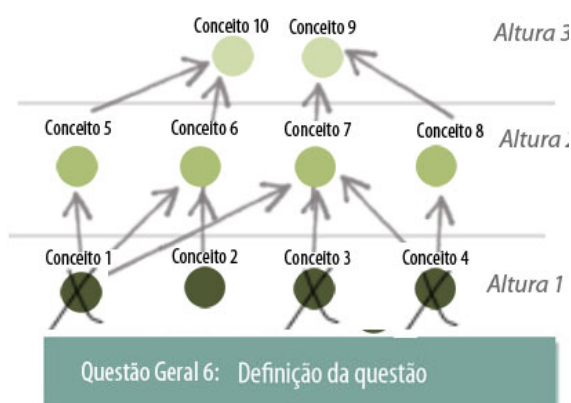 Conceito 10 Conceito 9 Altura 3
Conceito 5 Conceito 6 Conceito 7 Conceito 8 Altura 2
Conceito 1 Conceito 2 Conceito 3 Conceito 4 Altura 1
Questão Geral 6: Definição da questão